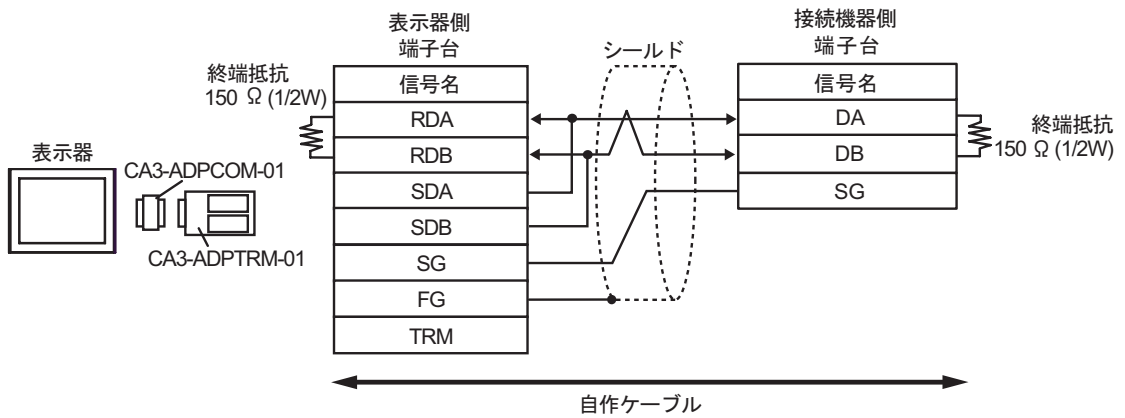 表示器側
端子台
接続機器側
端子台
シールド
終端抵抗
150 Ω (1/2W)
信号名
RDA
RDB
SDA
SDB
SG
FG
TRM
信号名
DA
DB
SG
終端抵抗
150 Ω (1/2W)
表示器
CA3-ADPCOM-01
CA3-ADPTRM-01
自作ケーブル